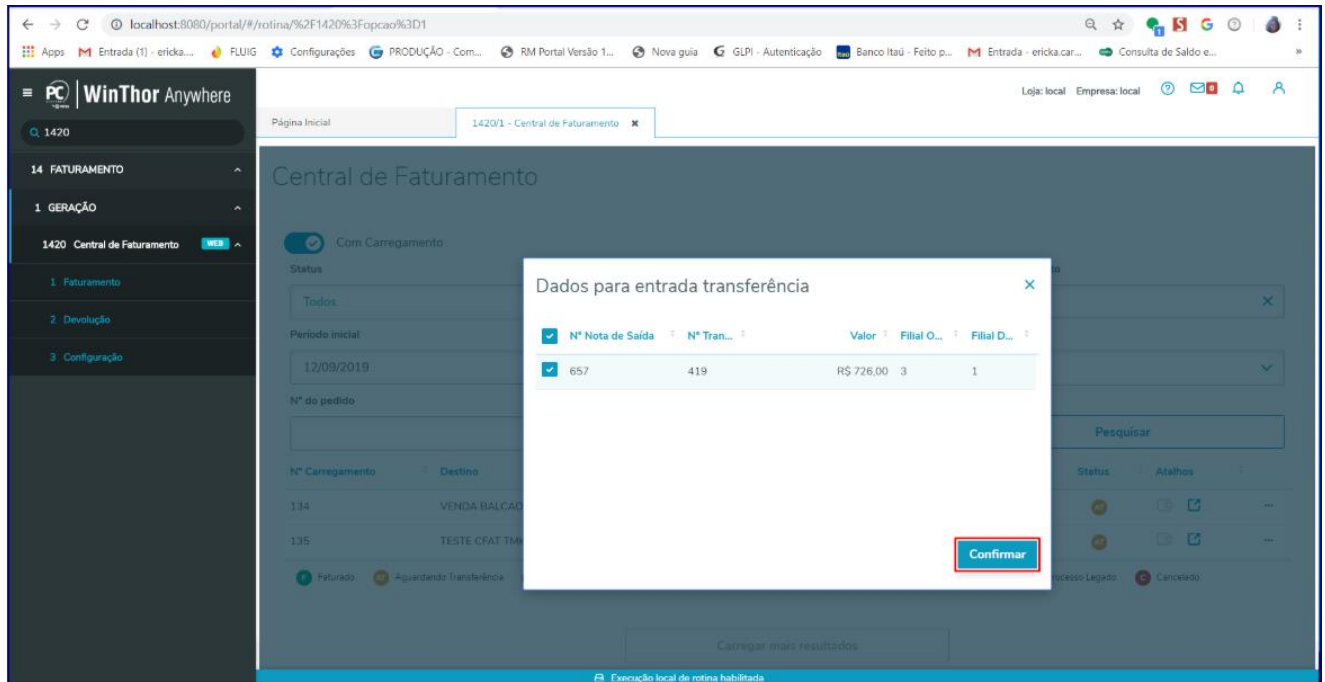 localhost:8080/portal/#/rotina/%2F1420%3Fopcao%3D1
Apps Entrada (1) - ericka.... FLUIG Configurações PRODUÇÃO - Com... RM Portal Versão 1... Nova guia GLPI - Autenticação Banco Itaú - Feito p... Entrada - ericka.car... Consulta de Saldo e... »
PC WinThor Anywhere
Loja: local Empresa: local
1420
Página Inicial 1420/1 - Central de Faturamento
14 FATURAMENTO
1 GERAÇÃO
1420 Central de Faturamento WEB
1 Faturamento
2 Devolução
3 Configuração
Central de Faturamento
Com Carregamento
Status
Todos
Período inicial
12/09/2019
N° do pedido
Pesquisar
N° Carregamento Destino Status Atalhos
134 VENDA BALCAO AT ...
135 TESTE CFAT AT ...
F Faturado AT Aguardando Transferência Legado C Cancelado
Carregar mais resultados
Dados para entrada transferência
N° Nota de Saída N° Tran... Valor Filial O... Filial D...
657 419 R$ 726,00 3 1
Confirmar
Execução local de rotina habilitada